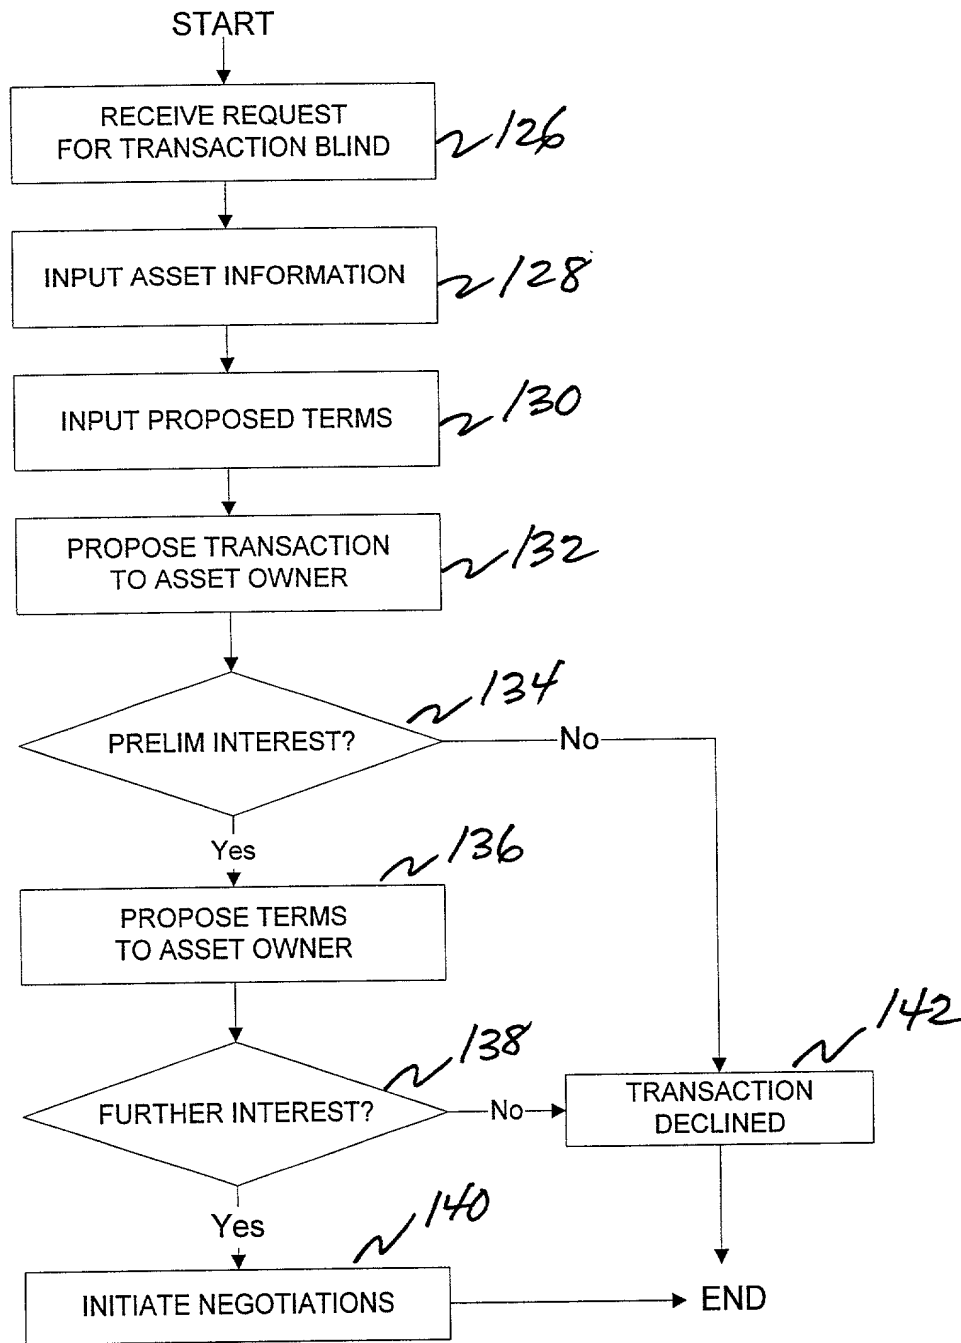 START
RECEIVE REQUEST
FOR TRANSACTION BLIND
126
INPUT ASSET INFORMATION
128
INPUT PROPOSED TERMS
130
PROPOSE TRANSACTION
TO ASSET OWNER
132
PRELIM INTEREST?
134
No
Yes
136
PROPOSE TERMS
TO ASSET OWNER
138
FURTHER INTEREST?
No
142
TRANSACTION
DECLINED
Yes
140
INITIATE NEGOTIATIONS
END